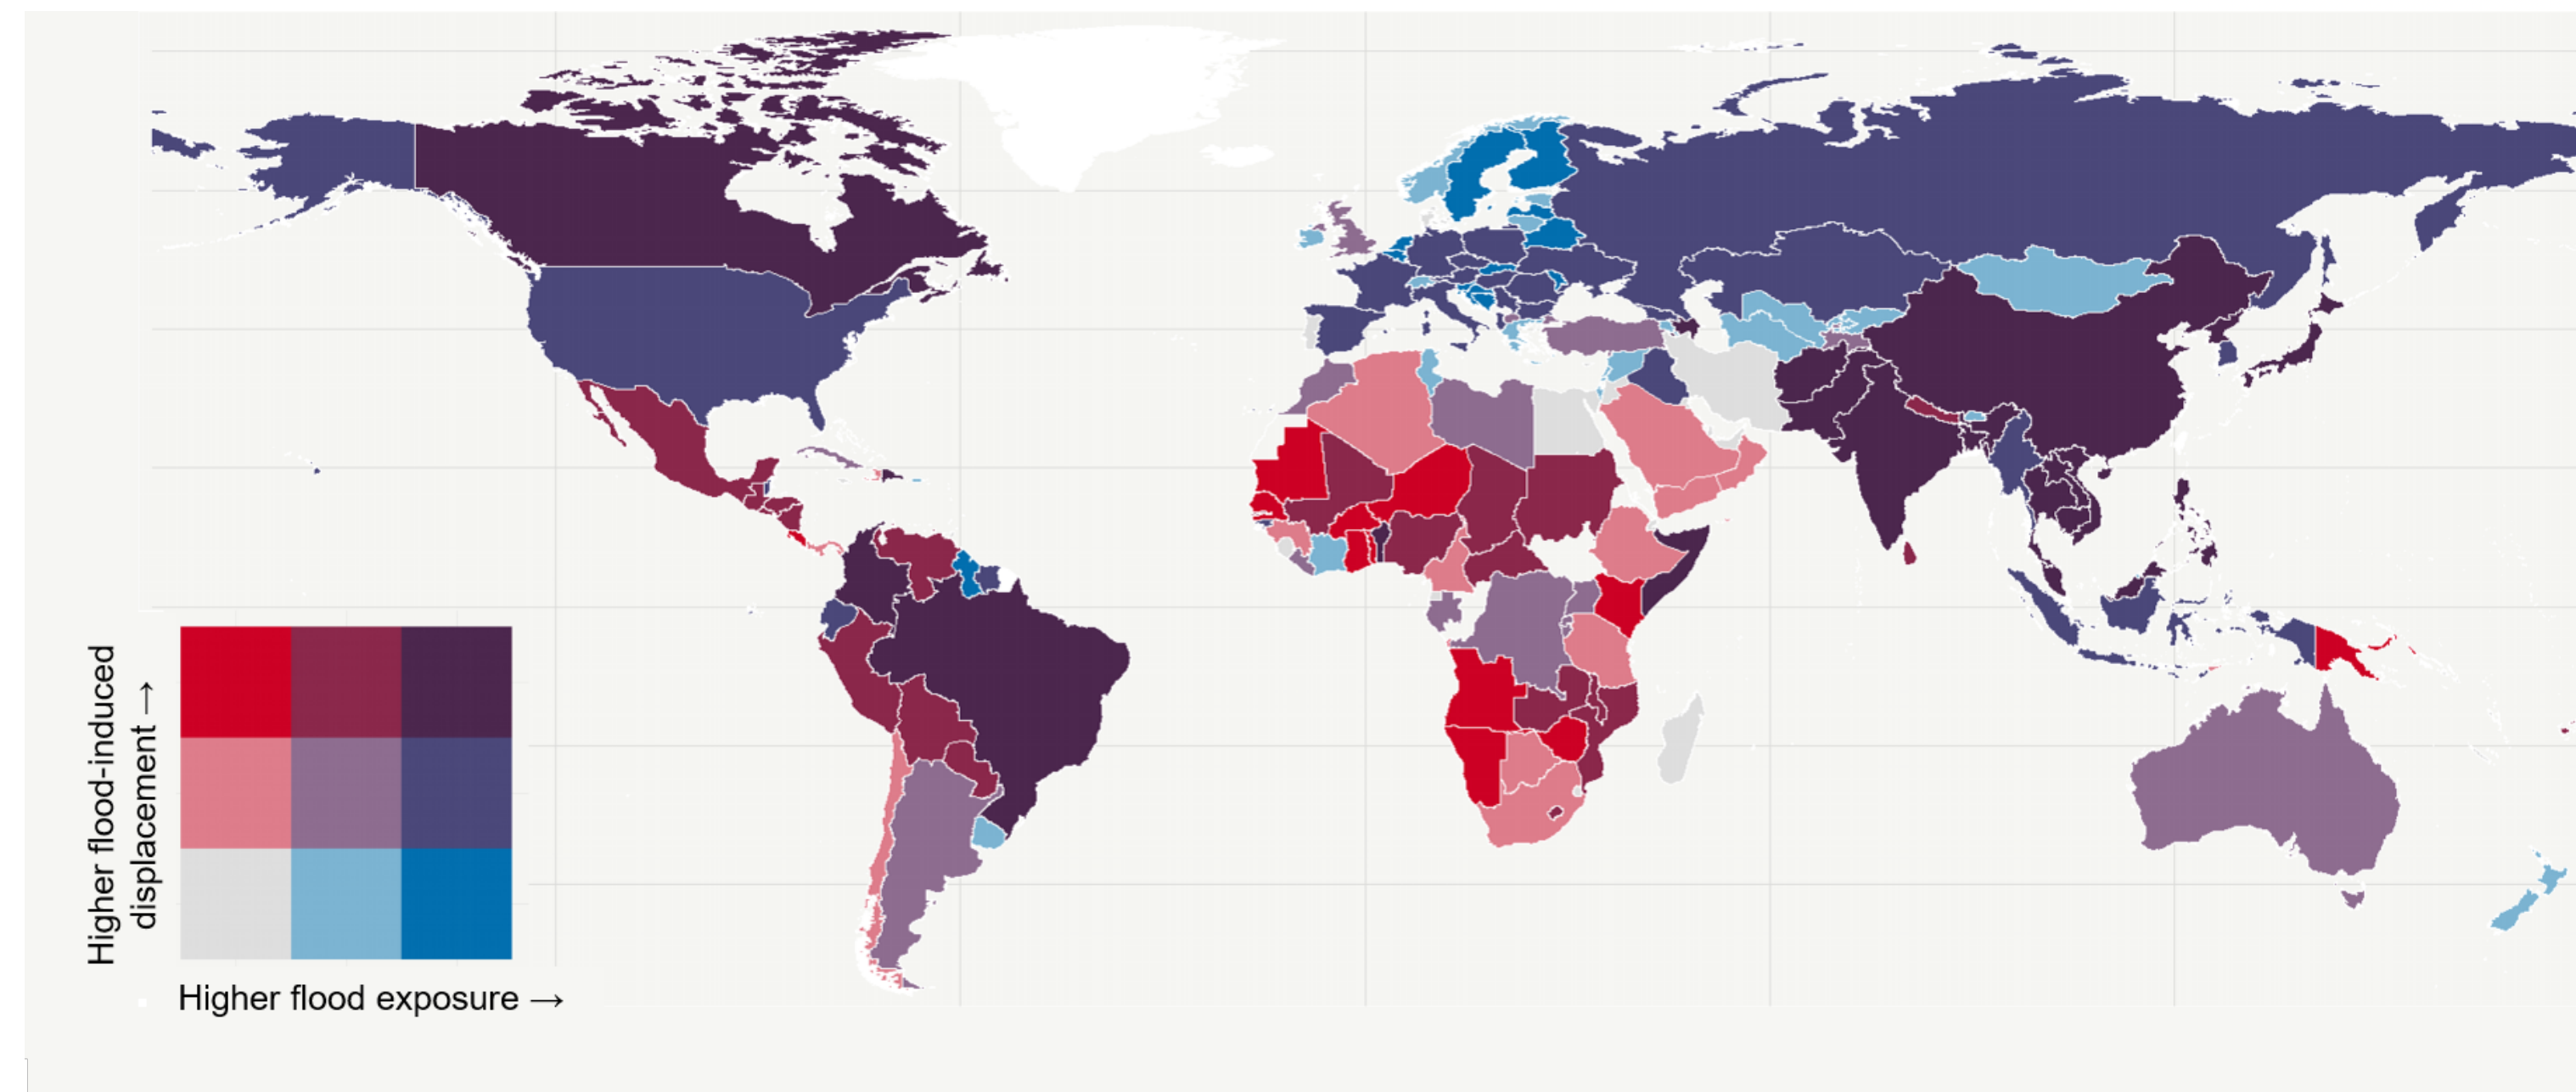 Higher flood-induced
displacement →
Higher flood exposure →